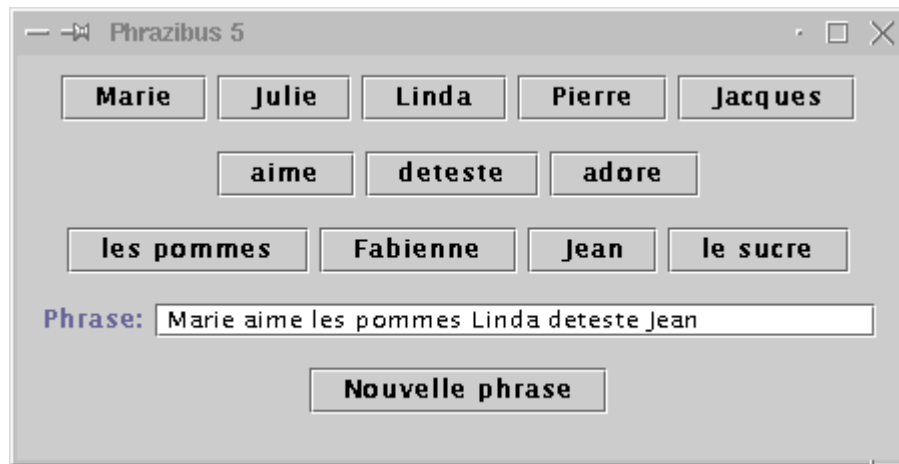 Phrazibus 5
Marie Julie Linda Pierre Jacques
aime deteste adore
les pommes Fabienne Jean le sucre
Phrase: Marie aime les pommes Linda deteste Jean
Nouvelle phrase